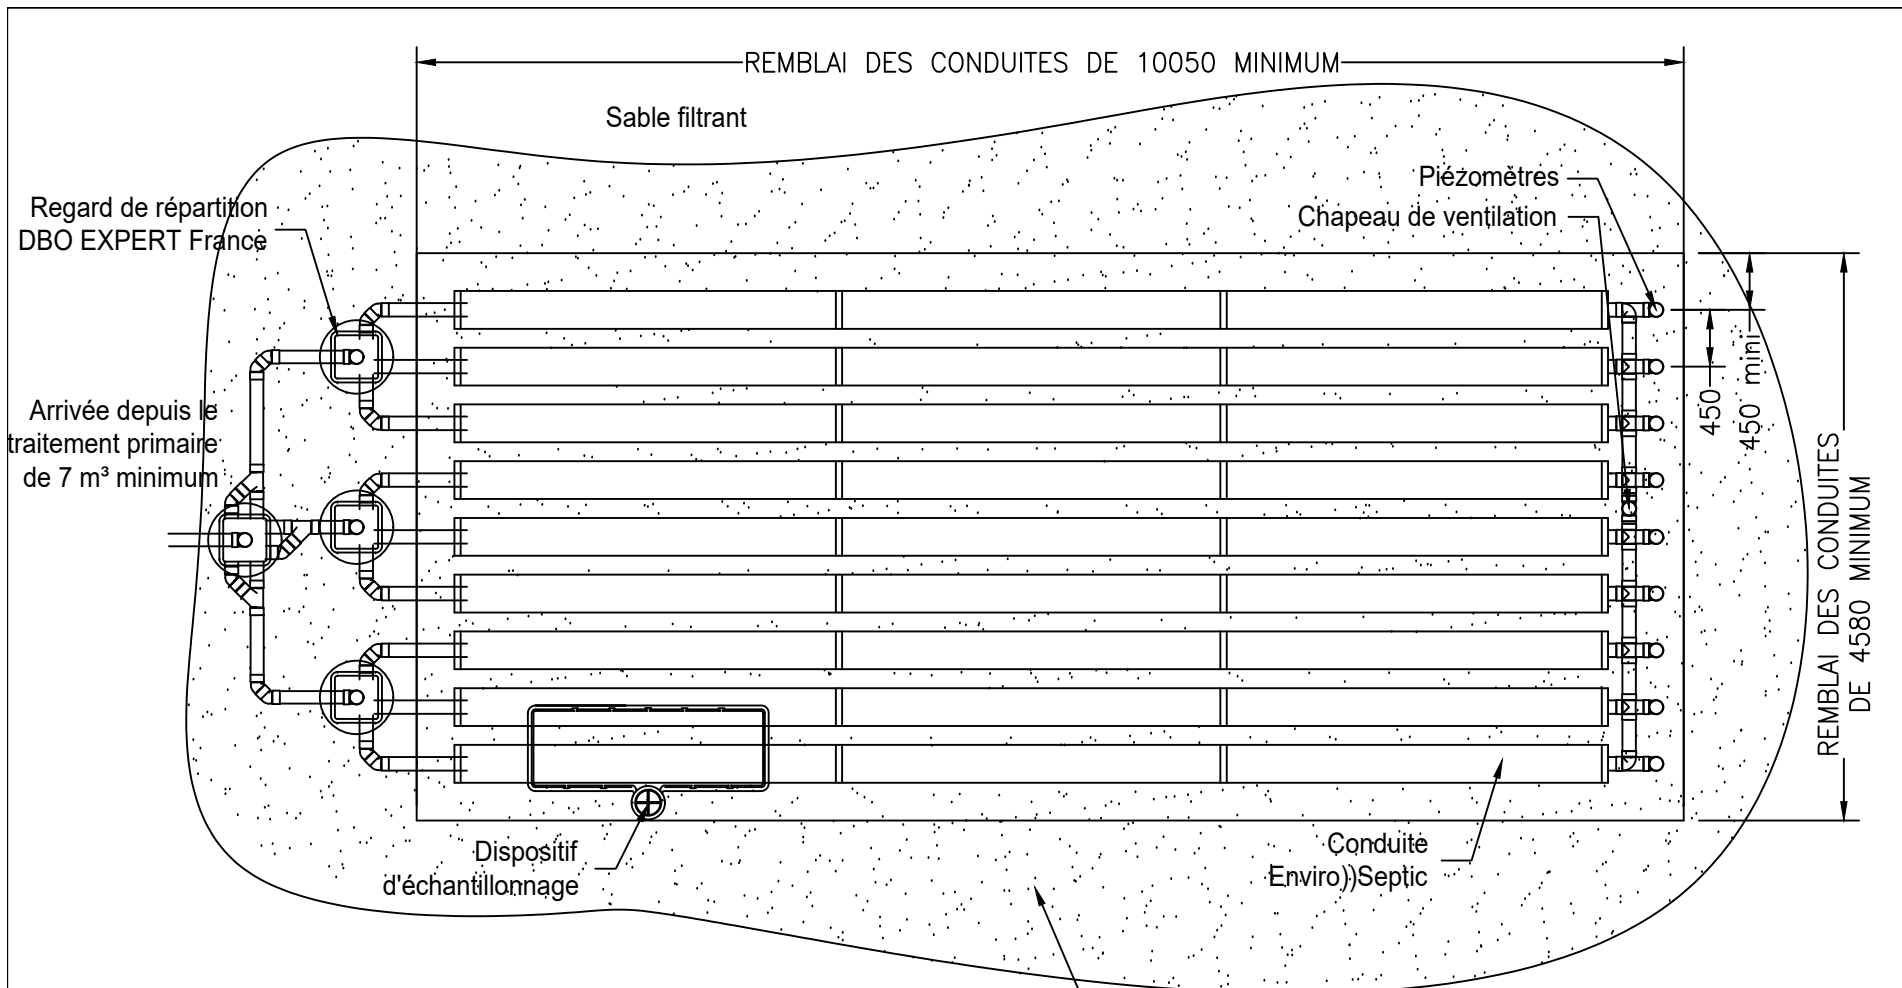 REMBLAI DES CONDUITES DE 10050 MINIMUM
Sable filtrant
Piézomètres
Chapeau de ventilation
Regard de répartition
DBO EXPERT France
Arrivée depuis le
traitement primaire
de 7 m³ minimum
450
450 mini
REMBLAI DES CONDUITES
DE 4580 MINIMUM
Dispositif
d'échantillonnage
Conduite
Enviro))Septic